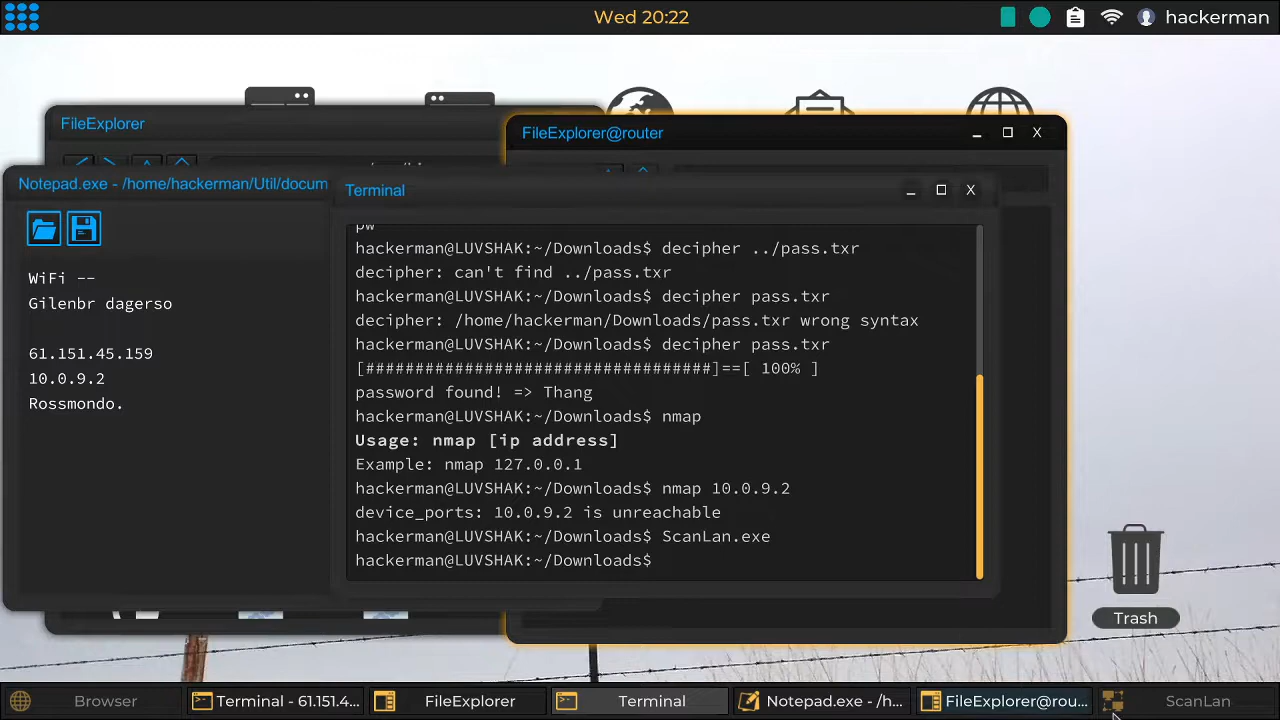 Wed 20:22
hackerman
FileExplorer
FileExplorer@router
X
Notepad.exe - /home/hackerman/Util/docum
Terminal
X
WiFi --
Gilenbr dagerso
61.151.45.159
10.0.9.2
Rossmondo.
pw
hackerman@LUVSHAK:~/Downloads$ decipher ../pass.txr
decipher: can't find ../pass.txr
hackerman@LUVSHAK:~/Downloads$ decipher pass.txr
decipher: /home/hackerman/Downloads/pass.txr wrong syntax
hackerman@LUVSHAK:~/Downloads$ decipher pass.txr
[###################################]==[ 100% ]
password found! => Thang
hackerman@LUVSHAK:~/Downloads$ nmap
Usage: nmap [ip address]
Example: nmap 127.0.0.1
hackerman@LUVSHAK:~/Downloads$ nmap 10.0.9.2
device_ports: 10.0.9.2 is unreachable
hackerman@LUVSHAK:~/Downloads$ ScanLan.exe
hackerman@LUVSHAK:~/Downloads$
Trash
Browser
Terminal - 61.151.4...
FileExplorer
Terminal
Notepad.exe - /h...
FileExplorer@rou...
ScanLan